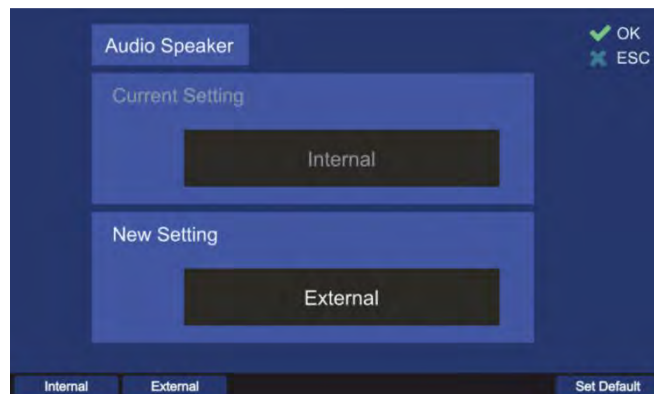 Audio Speaker
OK
ESC
Current Setting
Internal
New Setting
External
Internal
External
Set Default